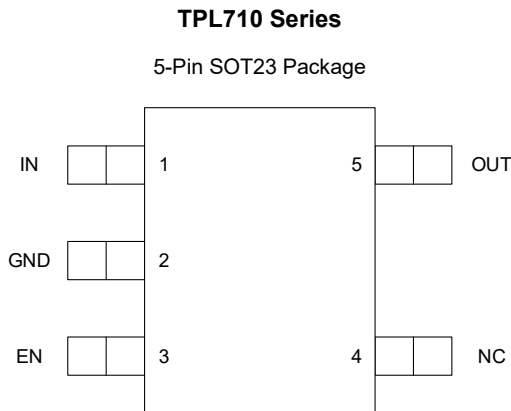 TPL710 Series
5-Pin SOT23 Package
IN 1 5 OUT
GND 2
EN 3 4 NC